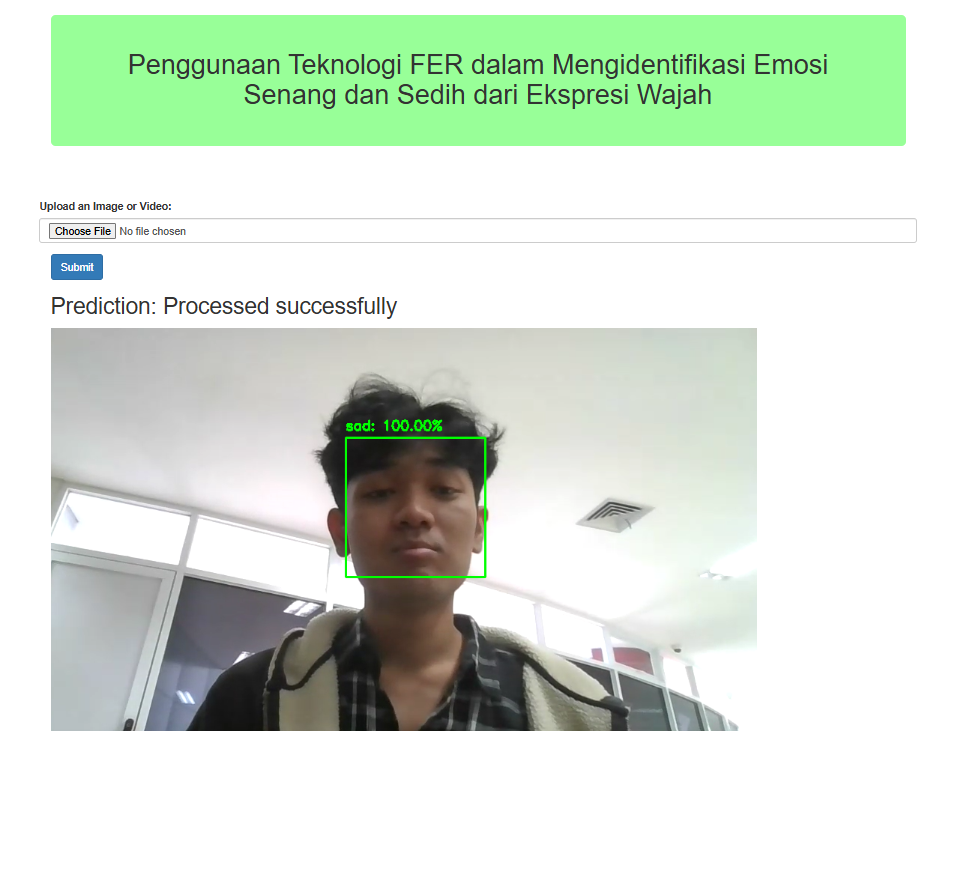 Penggunaan Teknologi FER dalam Mengidentifikasi Emosi
Senang dan Sedih dari Ekspresi Wajah
Upload an Image or Video:
Choose File No file chosen
Submit
Prediction: Processed successfully
sad: 100.00%